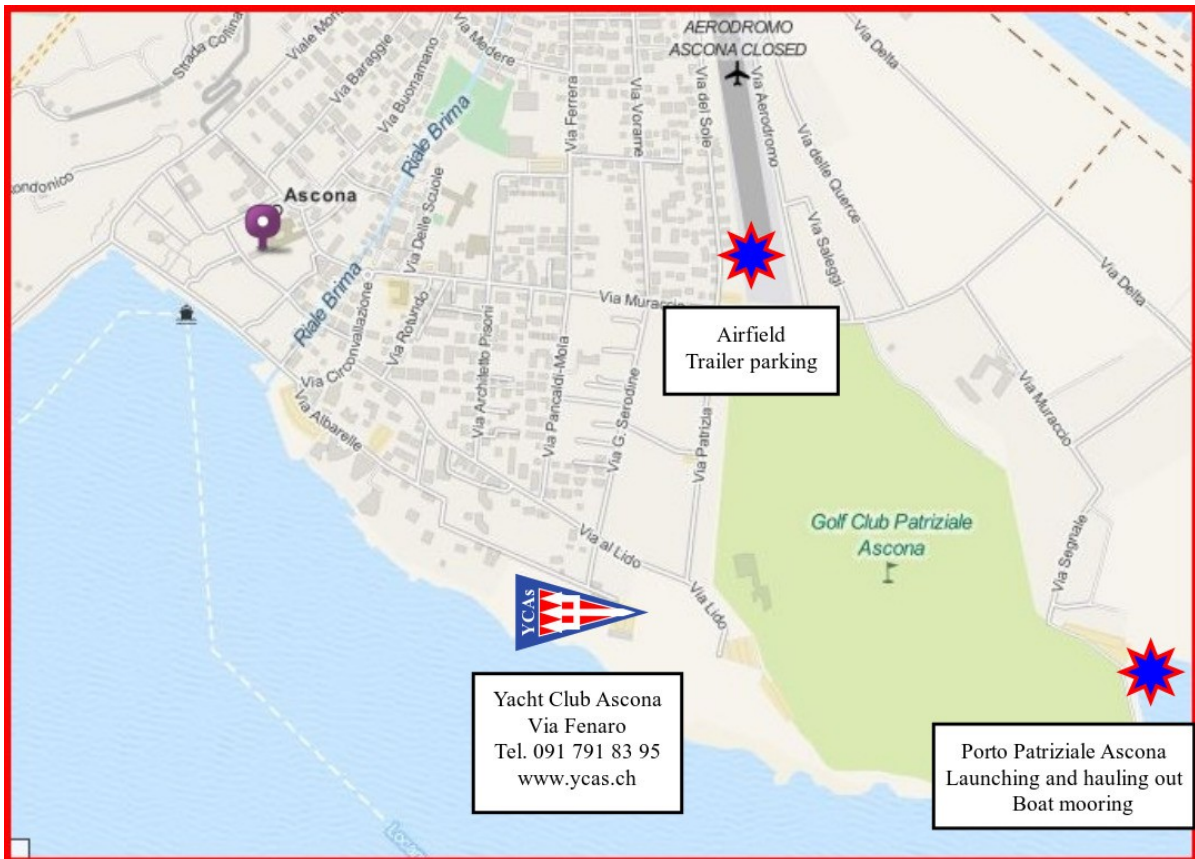 AERODROMO
ASCONA CLOSED
Via Medere
Strada Collina
Via Baraggie
Via Buonamano
Riale Brima
Via Ferrera
Via Vorame
Via del Sole
Via Aerodromo
Via Delta
Via delle Querce
Ascona
Via Delle Scuole
Via Saleggi
Via Delta
Riale Brima
Via Circonvallazione
Via Rotundo
Via Muraccio
Airfield
Trailer parking
Via Architetto Pisoni
Via Pancaldi-Mola
Via G. Serodine
Via Patrizia
Via Muraccio
Via Albarelle
Golf Club Patriziale
Ascona
Via Segnale
Via al Lido
Via Lido
YCAs
Yacht Club Ascona
Via Fenaro
Tel. 091 791 83 95
www.ycas.ch
Porto Patriziale Ascona
Launching and hauling out
Boat mooring